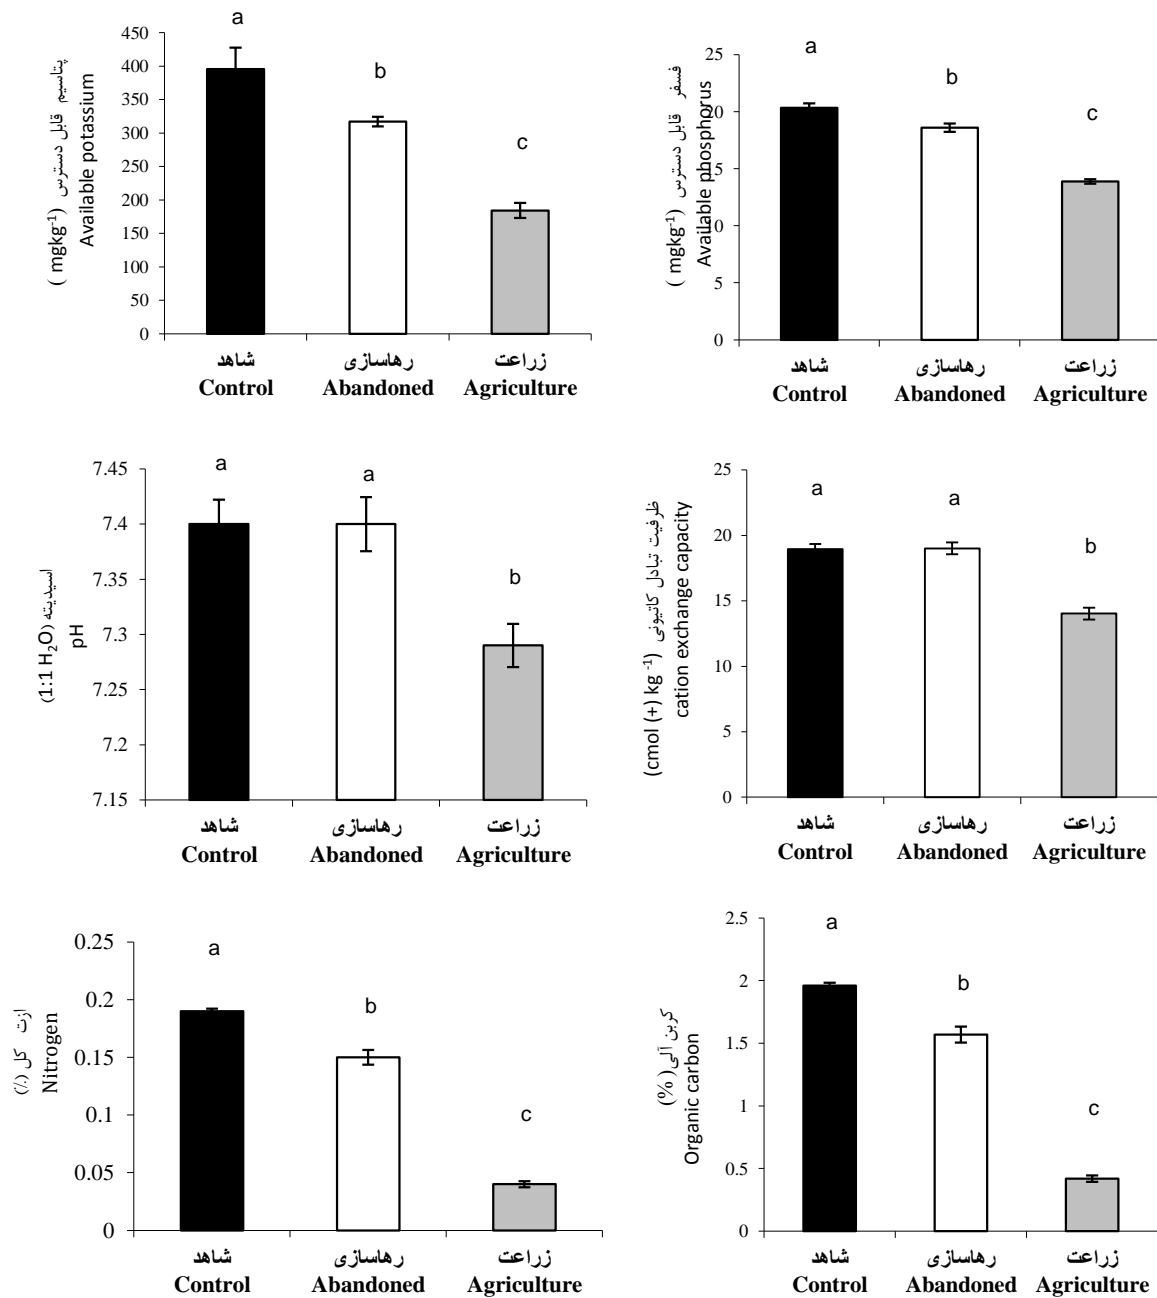 a
b
c
450
400
350
300
250
200
150
100
50
0
پتاسیم قابل دسترس (mgkg-1)
Available potassium
شاهد
Control
رهاسازی
Abandoned
زراعت
Agriculture
a
b
c
25
20
15
10
5
0
فسفر قابل دسترس (mgkg-1)
Available phosphorus
شاهد
Control
رهاسازی
Abandoned
زراعت
Agriculture
a
a
b
7.45
7.4
7.35
7.3
7.25
7.2
7.15
اسیدیته (1:1 H2O)
pH
شاهد
Control
رهاسازی
Abandoned
زراعت
Agriculture
a
a
b
25
20
15
10
5
0
ظرفیت تبادل کاتیونی (cmol (+) kg -1)
cation exchange capacity
شاهد
Control
رهاسازی
Abandoned
زراعت
Agriculture
a
b
c
0.25
0.2
0.15
0.1
0.05
0
ازت کل (٪)
Nitrogen
شاهد
Control
رهاسازی
Abandoned
زراعت
Agriculture
a
b
c
2.5
2
1.5
1
0.5
0
کربن آلی (%)
Organic carbon
شاهد
Control
رهاسازی
Abandoned
زراعت
Agriculture